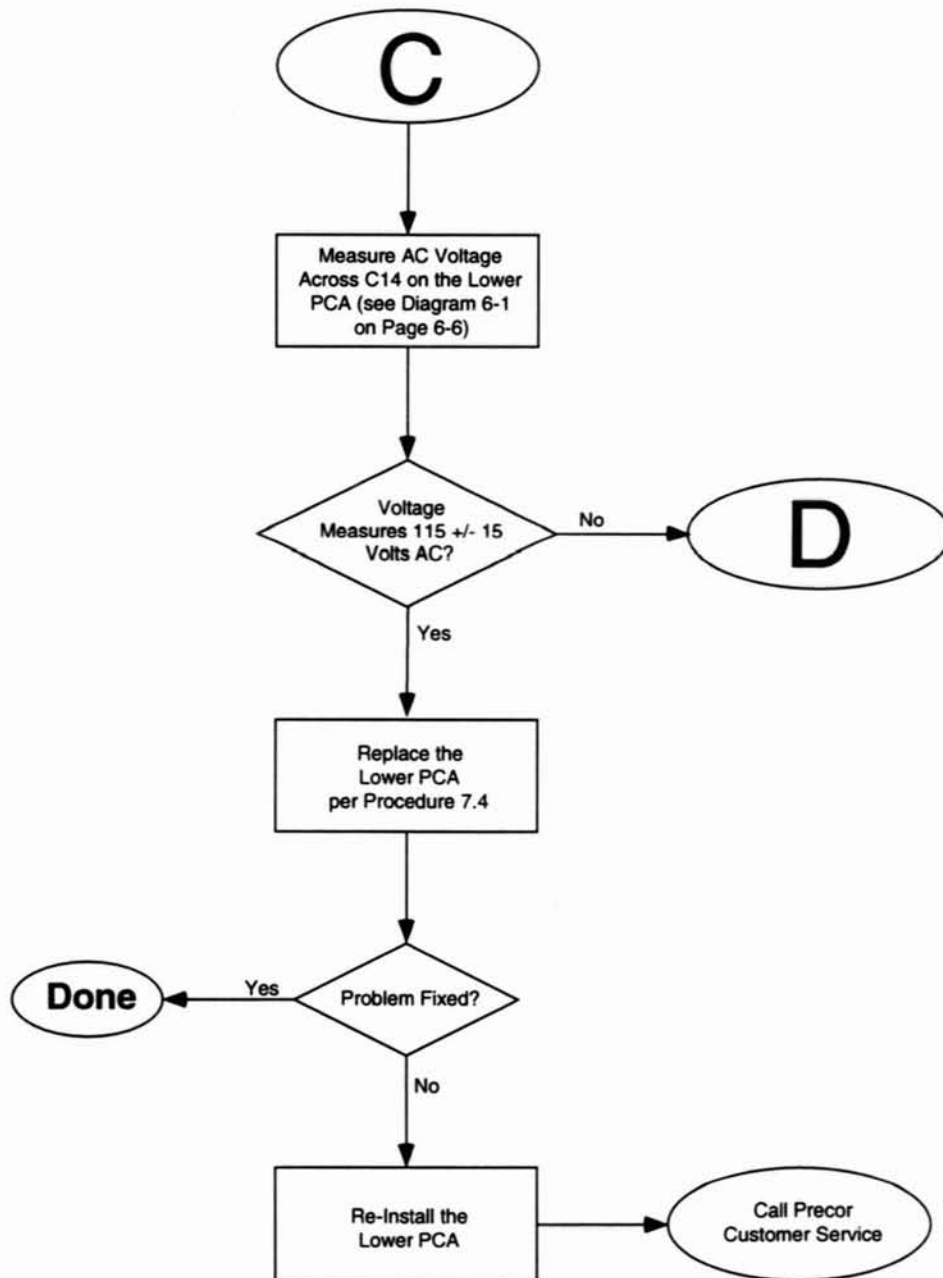 C
Measure AC Voltage
Across C14 on the Lower
PCA (see Diagram 6-1
on Page 6-6)
Voltage
Measures 115 +/- 15
Volts AC?
No
D
Yes
Replace the
Lower PCA
per Procedure 7.4
Problem Fixed?
Yes
Done
No
Re-Install the
Lower PCA
Call Precor
Customer Service